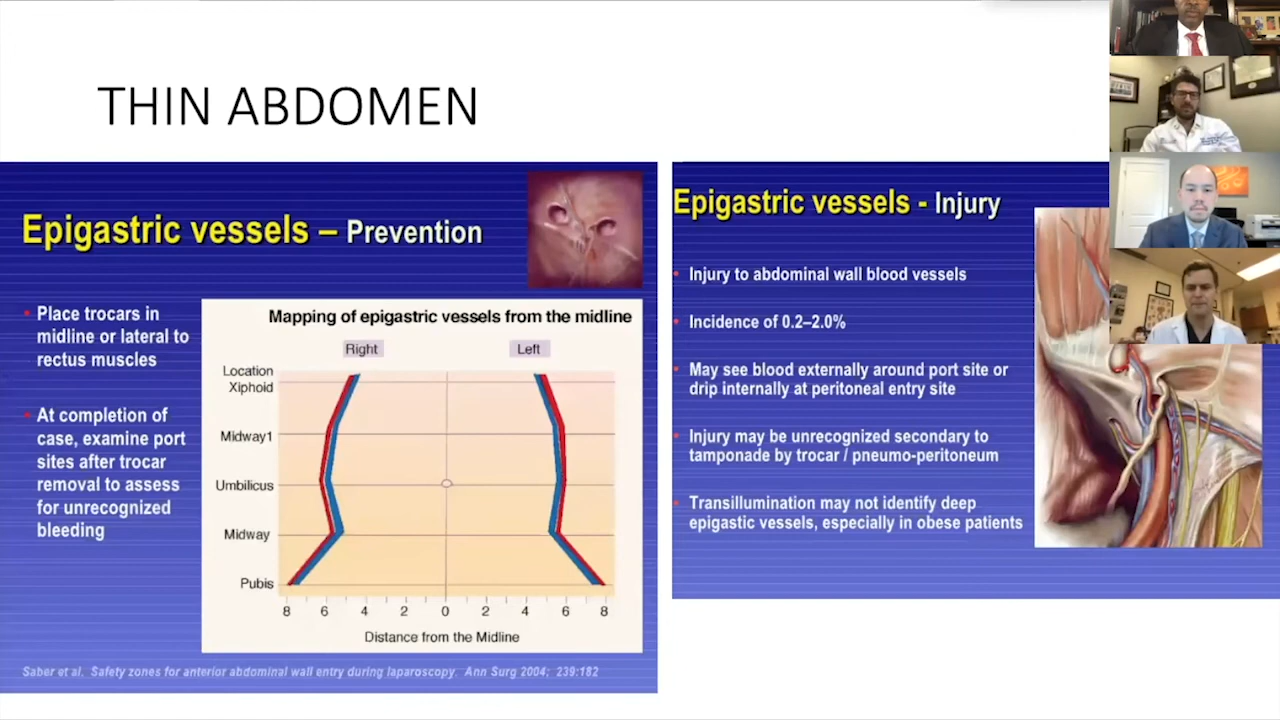 THIN ABDOMEN
Epigastric vessels – Prevention
Place trocars in
midline or lateral to
rectus muscles
At completion of
case, examine port
sites after trocar
removal to assess
for unrecognized
bleeding
Mapping of epigastric vessels from the midline
Right
Left
Location
Xiphoid
Midway1
Umbilicus
Midway
Pubis
8 6 4 2 0 2 4 6 8
Distance from the Midline
Saber et al. Safety zones for anterior abdominal wall entry during laparoscopy. Ann Surg 2004; 239:182
Epigastric vessels - Injury
Injury to abdominal wall blood vessels
Incidence of 0.2–2.0%
May see blood externally around port site or
drip internally at peritoneal entry site
Injury may be unrecognized secondary to
tamponade by trocar / pneumo-peritoneum
Transillumination may not identify deep
epigastic vessels, especially in obese patients